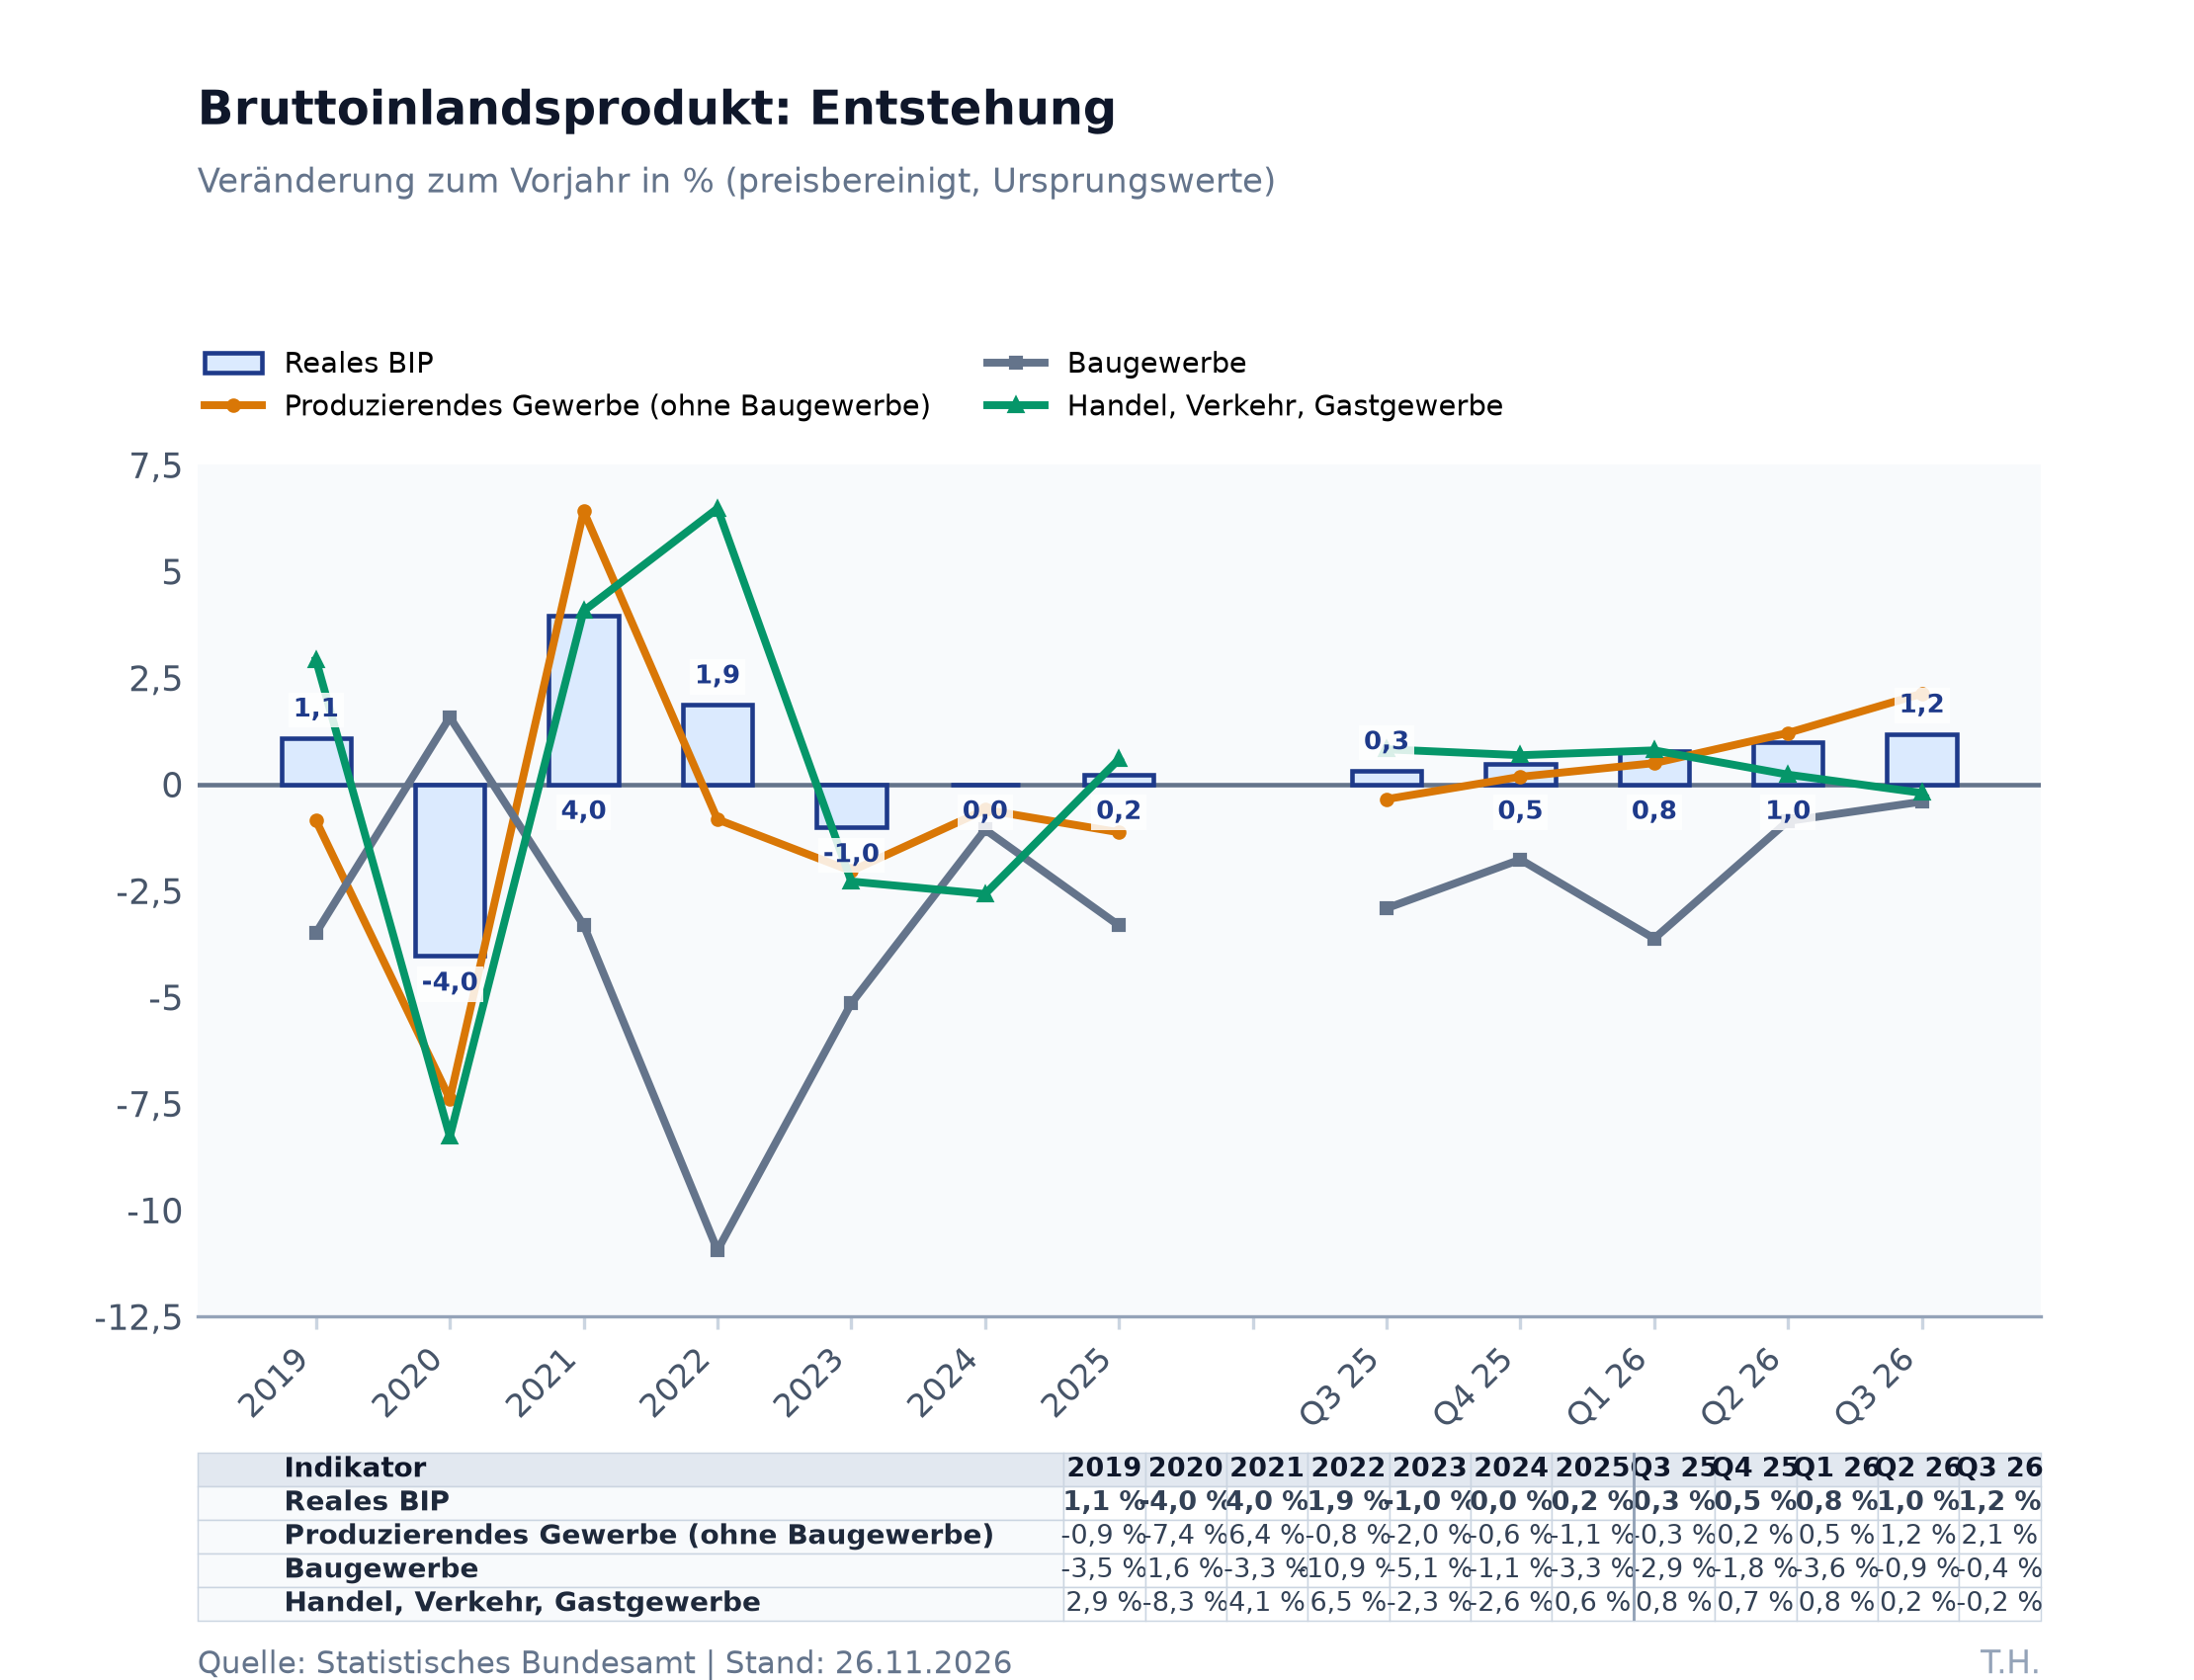 Bruttoinlandsprodukt: Entstehung
Veränderung zum Vorjahr in % (preisbereinigt, Ursprungswerte)
Reales BIP
Baugewerbe
Produzierendes Gewerbe (ohne Baugewerbe)
Handel, Verkehr, Gastgewerbe
7,5
5
2,5
0
-2,5
-5
-7,5
-10
-12,5
1,1
-4,0
4,0
1,9
-1,0
0,0
0,2
0,3
0,5
0,8
1,0
1,2
2019 2020 2021 2022 2023 2024 2025 Q3 25 Q4 25 Q1 26 Q2 26 Q3 26
Indikator 2019 2020 2021 2022 2023 2024 2025 Q3 25 Q4 25 Q1 26 Q2 26 Q3 26
Reales BIP 1,1 % -4,0 % 4,0 % 1,9 % -1,0 % 0,0 % 0,2 % 0,3 % 0,5 % 0,8 % 1,0 % 1,2 %
Produzierendes Gewerbe (ohne Baugewerbe) -0,9 % -7,4 % 6,4 % -0,8 % -2,0 % -0,6 % -1,1 % -0,3 % 0,2 % 0,5 % 1,2 % 2,1 %
Baugewerbe -3,5 % 1,6 % -3,3 % -10,9 % -5,1 % -1,1 % -3,3 % -2,9 % -1,8 % -3,6 % -0,9 % -0,4 %
Handel, Verkehr, Gastgewerbe 2,9 % -8,3 % 4,1 % 6,5 % -2,3 % -2,6 % 0,6 % 0,8 % 0,7 % 0,8 % 0,2 % -0,2 %
Quelle: Statistisches Bundesamt | Stand: 26.11.2026
T.H.